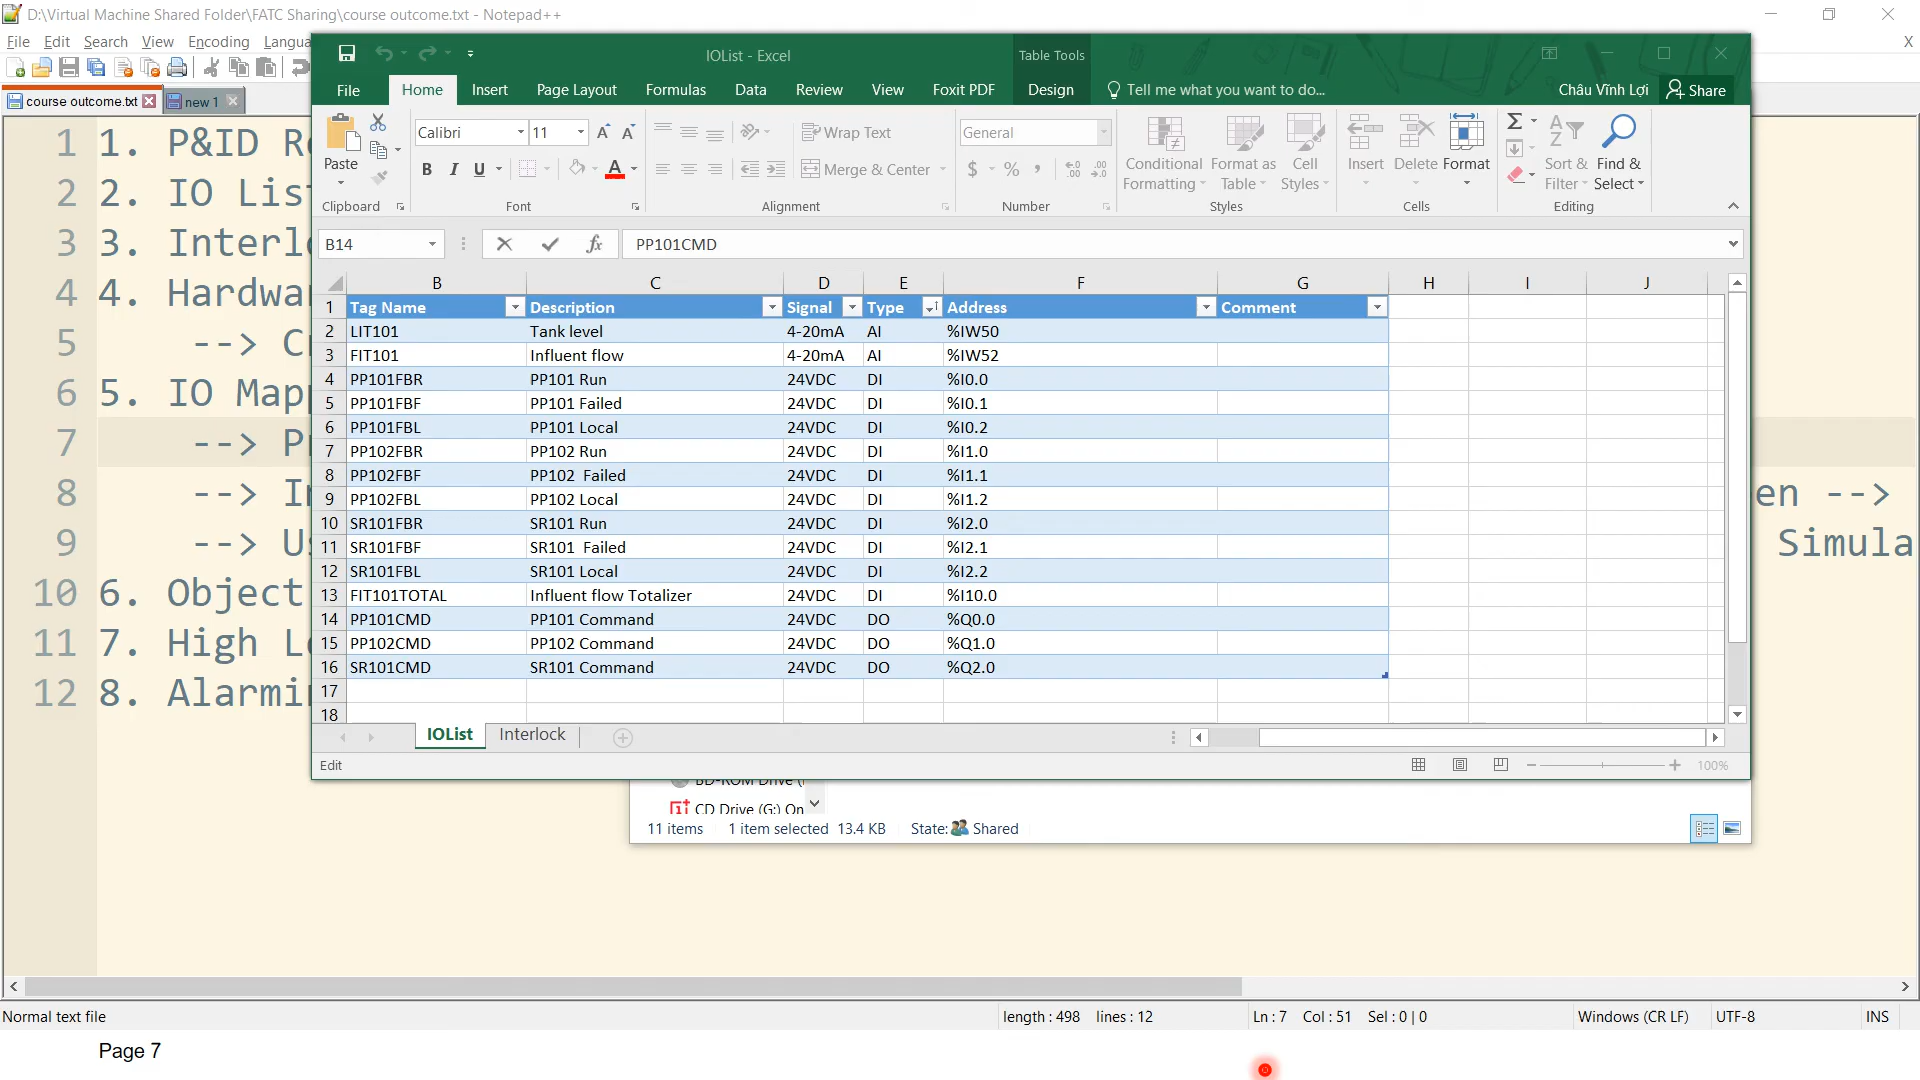 D:\Virtual Machine Shared Folder\FATC Sharing\course outcome.txt - Notepad++
File Edit Search View Encoding Langua
X
course outcome.txt new 1
IOList - Excel
Table Tools
File Home Insert Page Layout Formulas Data Review View Foxit PDF Design Tell me what you want to do... Châu Vĩnh Lợi Share
Paste
Clipboard
Calibri 11
B I U
Font
Wrap Text
Merge & Center
Alignment
General
$ % ,
Number
Conditional Formatting
Format as Table
Cell Styles
Styles
Insert Delete Format
Cells
Sort & Filter
Find & Select
Editing
B14 fx PP101CMD
B C D E F G H I J
1 Tag Name Description Signal Type Address Comment
2 LIT101 Tank level 4-20mA AI %IW50
3 FIT101 Influent flow 4-20mA AI %IW52
4 PP101FBR PP101 Run 24VDC DI %I0.0
5 PP101FBF PP101 Failed 24VDC DI %I0.1
6 PP101FBL PP101 Local 24VDC DI %I0.2
7 PP102FBR PP102 Run 24VDC DI %I1.0
8 PP102FBF PP102  Failed 24VDC DI %I1.1
9 PP102FBL PP102 Local 24VDC DI %I1.2
10 SR101FBR SR101 Run 24VDC DI %I2.0
11 SR101FBF SR101  Failed 24VDC DI %I2.1
12 SR101FBL SR101 Local 24VDC DI %I2.2
13 FIT101TOTAL Influent flow Totalizer 24VDC DI %I10.0
14 PP101CMD PP101 Command 24VDC DO %Q0.0
15 PP102CMD PP102 Command 24VDC DO %Q1.0
16 SR101CMD SR101 Command 24VDC DO %Q2.0
17
18
IOList Interlock
Edit
100%
1 1. P&ID R
2 2. IO Lis
3 3. Interl
4 4. Hardwa
5 --> C
6 5. IO Map
7 --> P
8 --> I en -->
9 --> U Simula
10 6. Object
11 7. High L
12 8. Alarmi
BD-ROM Drive (
CD Drive (G:) On
11 items 1 item selected 13.4 KB State: Shared
Normal text file length : 498 lines : 12 Ln : 7 Col : 51 Sel : 0 | 0 Windows (CR LF) UTF-8 INS
Page 7